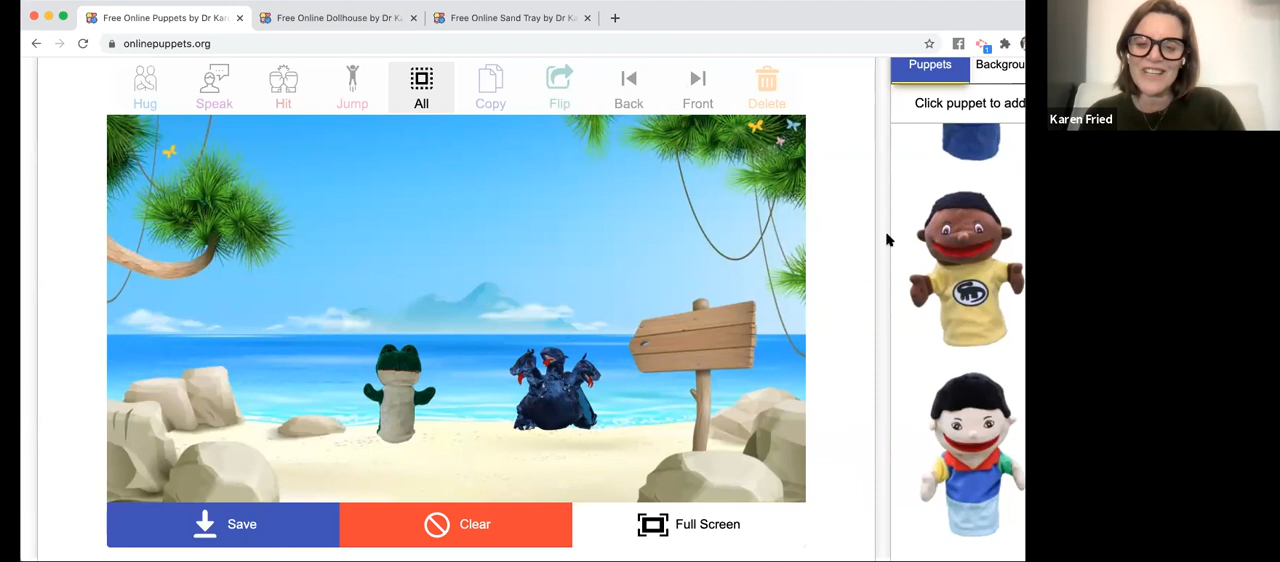 Free Online Puppets by Dr Kar
Free Online Dollhouse by Dr K
Free Online Sand Tray by Dr Ka
onlinepuppets.org
1
Hug
Speak
Hit
Jump
All
Copy
Flip
Back
Front
Delete
Puppets
Backgrou
Click puppet to add
Karen Fried
Save
Clear
Full Screen